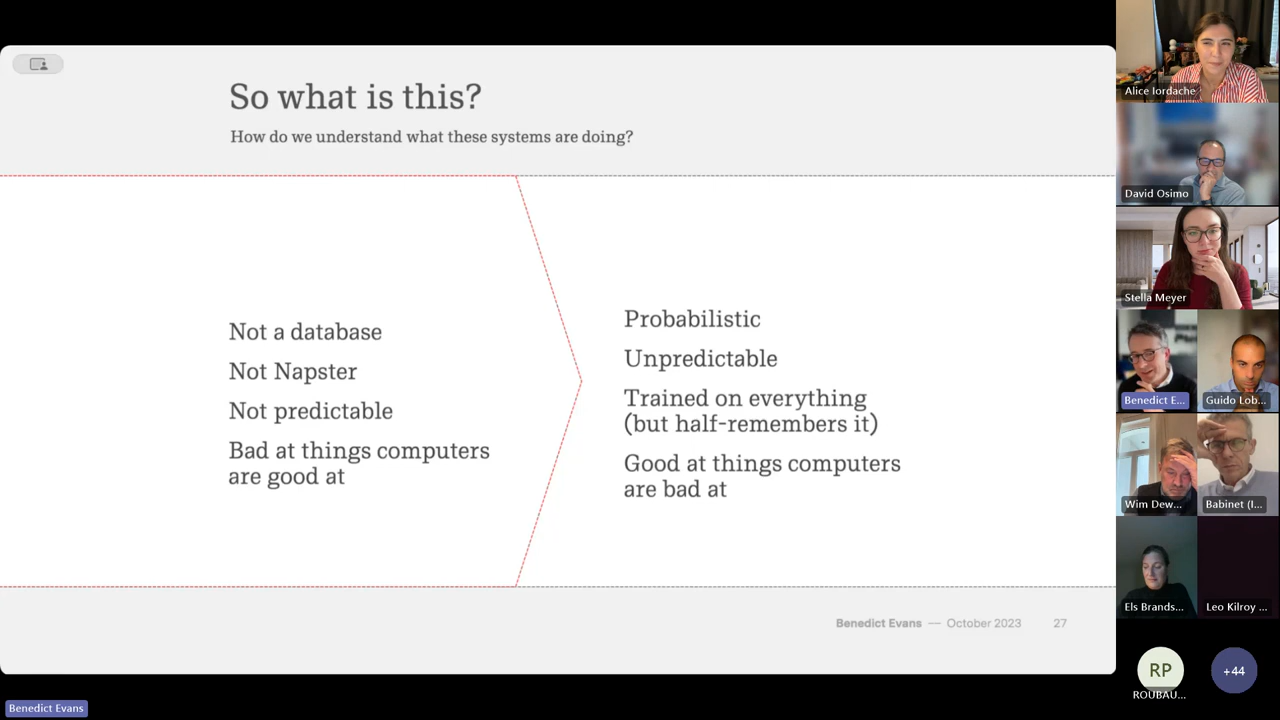 So what is this?
How do we understand what these systems are doing?
Not a database
Not Napster
Not predictable
Bad at things computers
are good at
Probabilistic
Unpredictable
Trained on everything
(but half-remembers it)
Good at things computers
are bad at
Benedict Evans — October 2023 27
Benedict Evans
Alice Iordache
David Osimo
Stella Meyer
Benedict E...
Guido Lob...
Wim Dew...
Babinet (I...
Els Brands...
Leo Kilroy ...
RP
ROUBAU...
+44